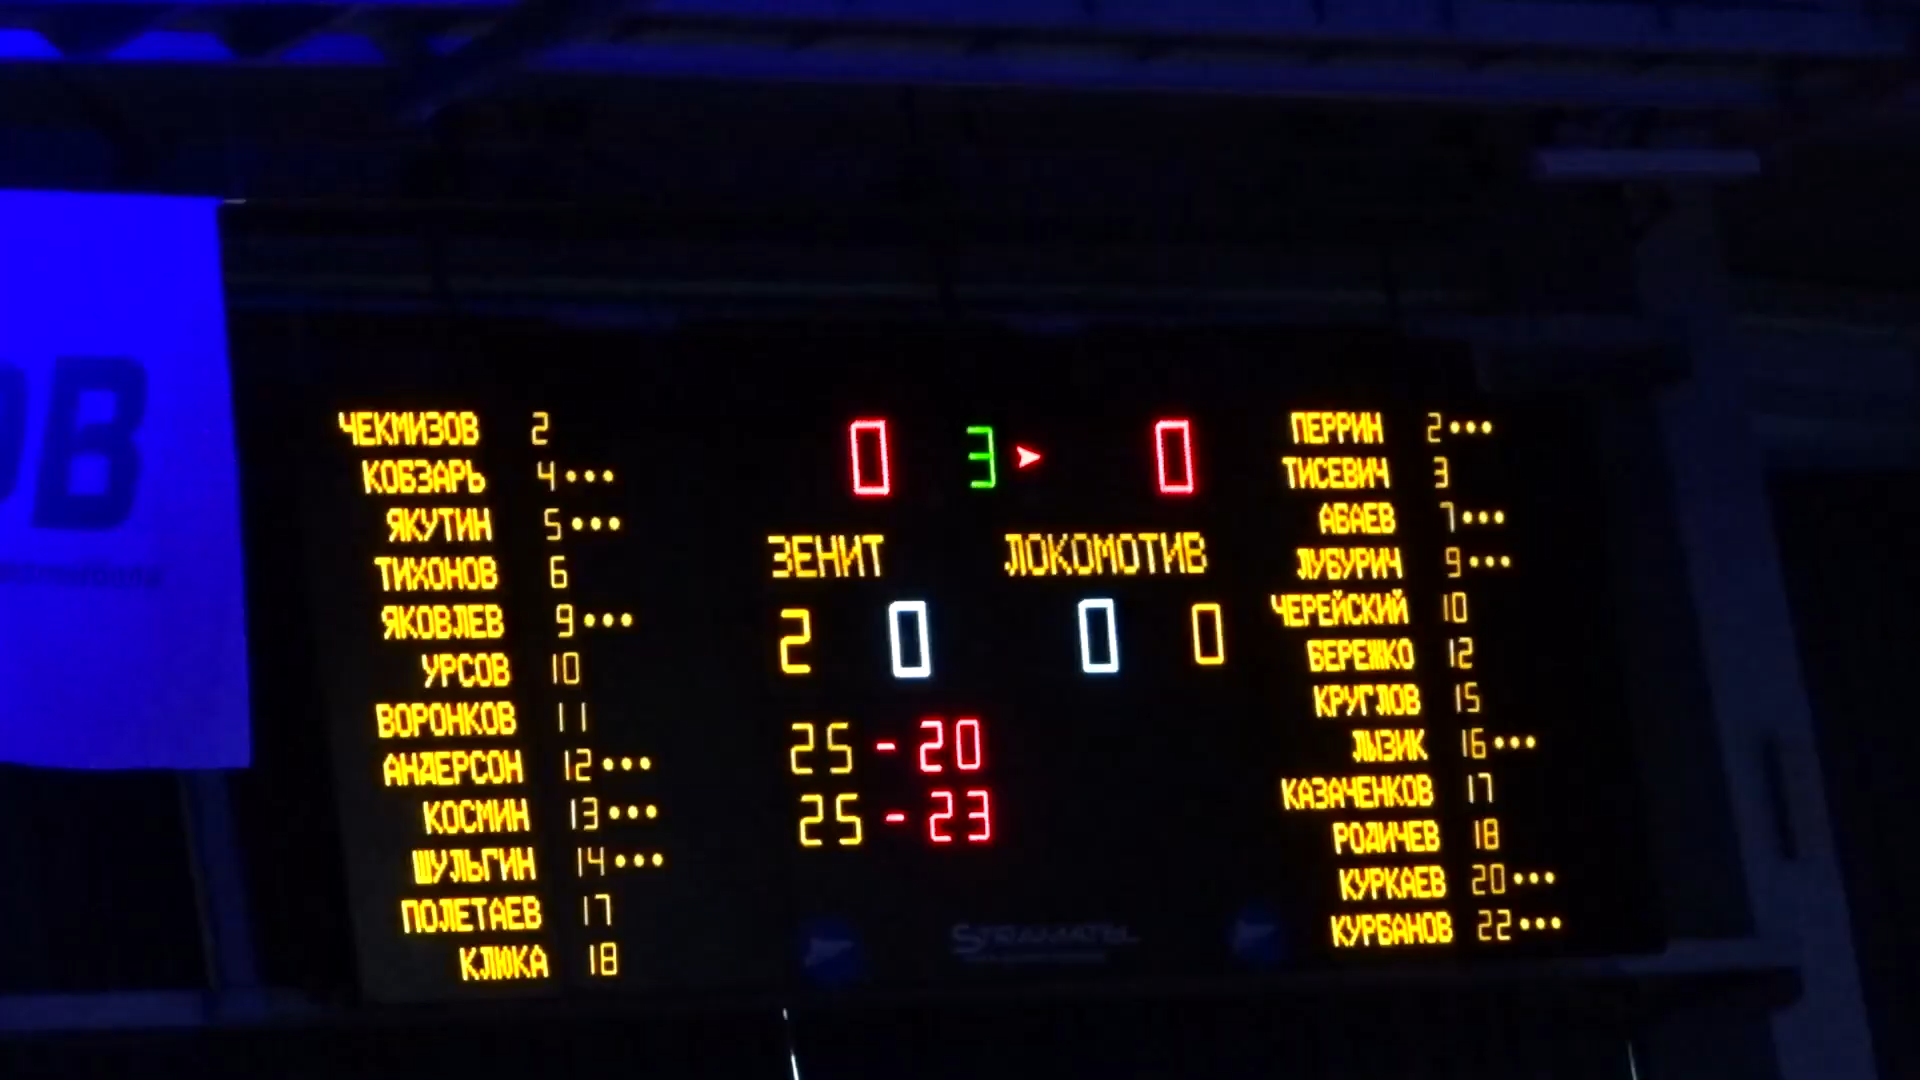 ЧЕКМИЗОВ 2
КОБЗАРЬ 4•••
ЯКУТИН 5•••
ТИХОНОВ 6
ЯКОВЛЕВ 9•••
УРСОВ 10
ВОРОНКОВ 11
АНДЕРСОН 12•••
КОСМИН 13•••
ШУЛЬГИН 14•••
ПОЛЕТАЕВ 17
КЛЮКА 18
0 3 0
ЗЕНИТ ЛОКОМОТИВ
2 0 0 0
25 - 20
25 - 23
ПЕРРИН 2•••
ТИСЕВИЧ 3
АБАЕВ 7•••
ЛУБУРИЧ 9•••
ЧЕРЕЙСКИЙ 10
БЕРЕЖКО 12
КРУГЛОВ 15
ЛЫЗИК 16•••
КАЗАЧЕНКОВ 17
РОДИЧЕВ 18
КУРКАЕВ 20•••
КУРБАНОВ 22•••
STRAMATEL
ОВ